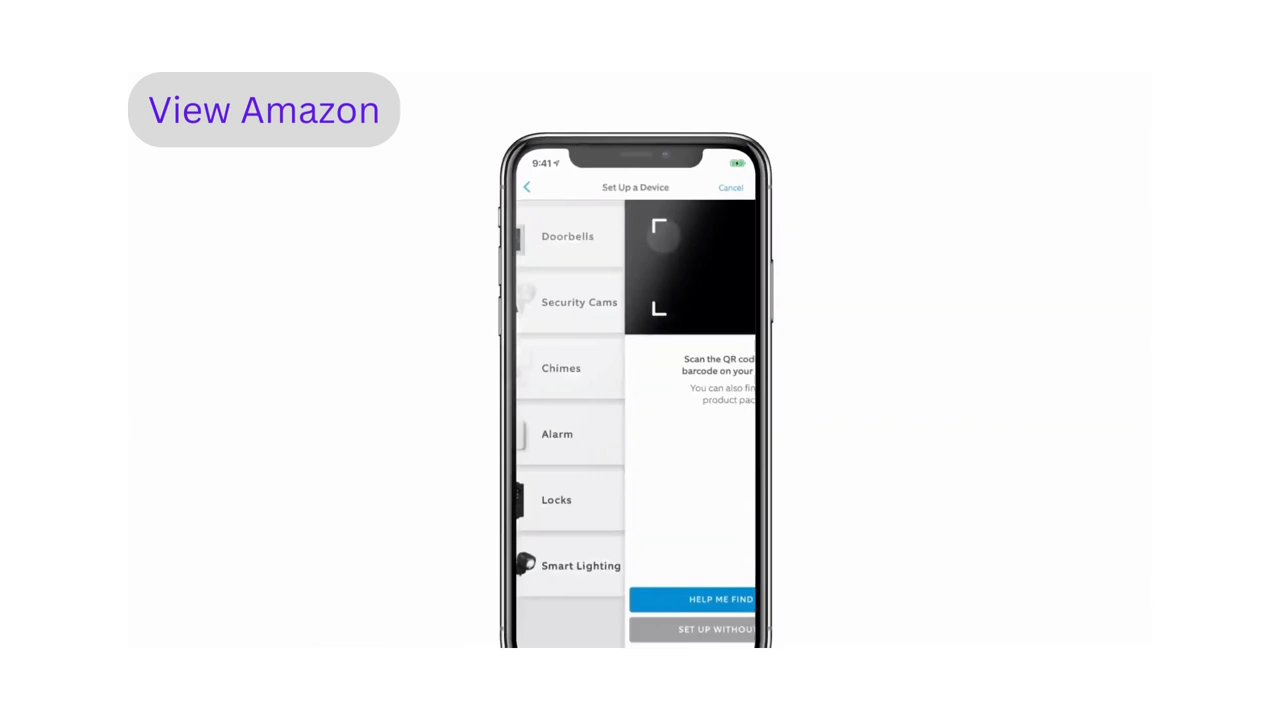 View Amazon
9:41
Set Up a Device
Cancel
Doorbells
Security Cams
Chimes
Alarm
Locks
Smart Lighting
Scan the QR cod
barcode on your
You can also fin
product pac
HELP ME FIND
SET UP WITHOU